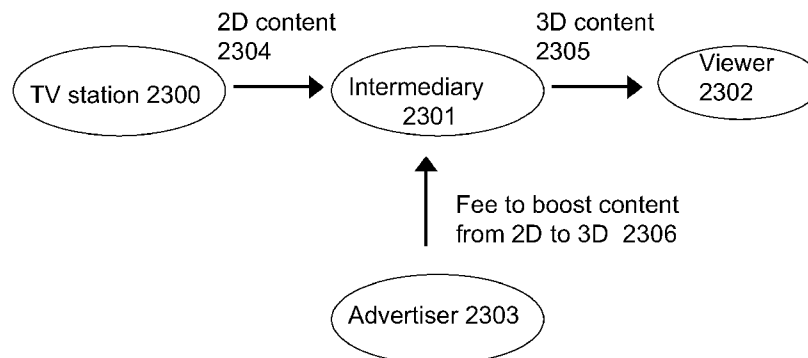 2D content
2304
3D content
2305
TV station 2300
Intermediary
2301
Viewer
2302
Fee to boost content
from 2D to 3D 2306
Advertiser 2303